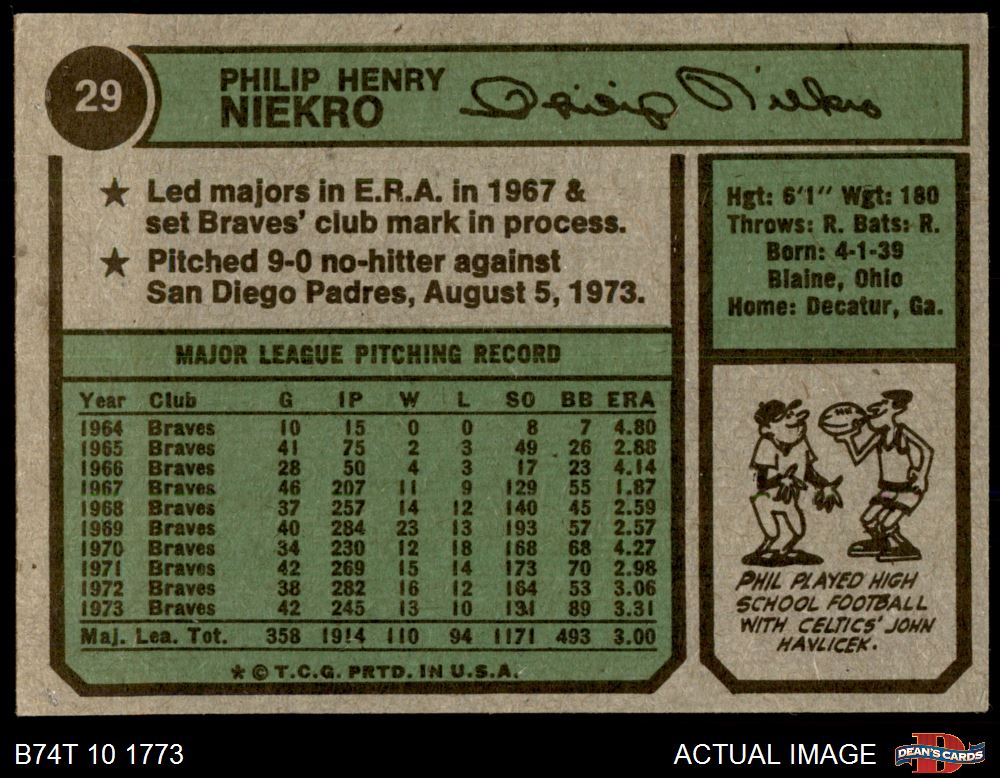 29
PHILIP HENRY
NIEKRO
Philip Niekro
★ Led majors in E.R.A. in 1967 &
set Braves' club mark in process.
★ Pitched 9-0 no-hitter against
San Diego Padres, August 5, 1973.
Hgt: 6'1" Wgt: 180
Throws: R. Bats: R.
Born: 4-1-39
Blaine, Ohio
Home: Decatur, Ga.
MAJOR LEAGUE PITCHING RECORD
Year Club G IP W L SO BB ERA
1964 Braves 10 15 0 0 8 7 4.80
1965 Braves 41 75 2 3 49 26 2.88
1966 Braves 28 50 4 3 17 23 4.14
1967 Braves 46 207 11 9 129 55 1.87
1968 Braves 37 257 14 12 140 45 2.59
1969 Braves 40 284 23 13 193 57 2.57
1970 Braves 34 230 12 18 168 68 4.27
1971 Braves 42 269 15 14 173 70 2.98
1972 Braves 38 282 16 12 164 53 3.06
1973 Braves 42 245 13 10 131 89 3.31
Maj. Lea. Tot. 358 1914 110 94 1171 493 3.00
* © T.C.G. PRTD. IN U.S.A.
PHIL PLAYED HIGH
SCHOOL FOOTBALL
WITH CELTICS' JOHN
HAVLICEK.
B74T 10 1773
ACTUAL IMAGE
DEAN'S CARDS